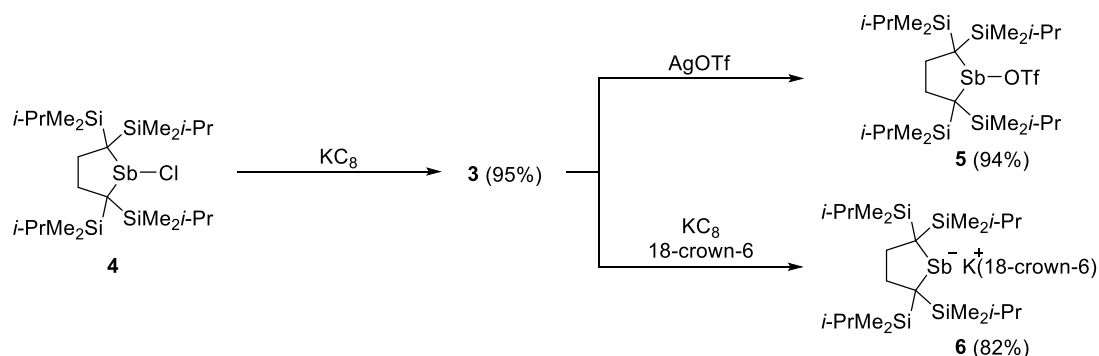 i-PrMe₂Si SiMe₂i-Pr
Sb—Cl
i-PrMe₂Si SiMe₂i-Pr
4
KC₈
3 (95%)
AgOTf
i-PrMe₂Si SiMe₂i-Pr
Sb—OTf
i-PrMe₂Si SiMe₂i-Pr
5 (94%)
KC₈
18-crown-6
i-PrMe₂Si SiMe₂i-Pr
Sb⁻ K⁺(18-crown-6)
i-PrMe₂Si SiMe₂i-Pr
6 (82%)